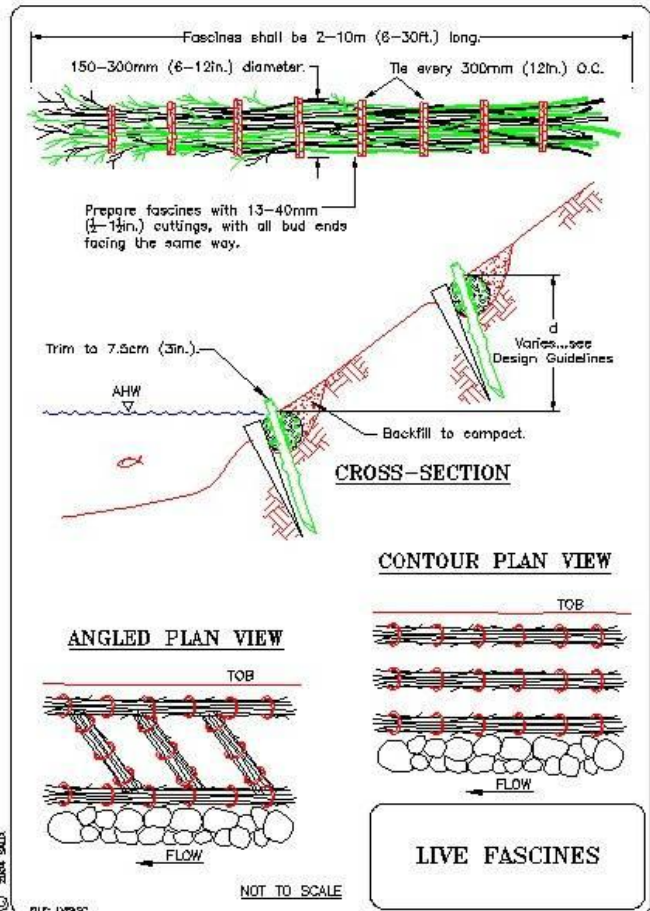 Fascines shall be 2-10m (6-30ft.) long.
150-300mm (6-12in.) diameter.
Tie every 300mm (12in.) O.C.
Prepare fascines with 13-40mm
(½-1½in.) cuttings, with all bud ends
facing the same way.
d
Varies...see
Design Guidelines
Trim to 7.5cm (3in.)
AHW
Backfill to compact.
CROSS-SECTION
CONTOUR PLAN VIEW
TOB
FLOW
ANGLED PLAN VIEW
TOB
FLOW
NOT TO SCALE
LIVE FASCINES
© 2004 SALIX